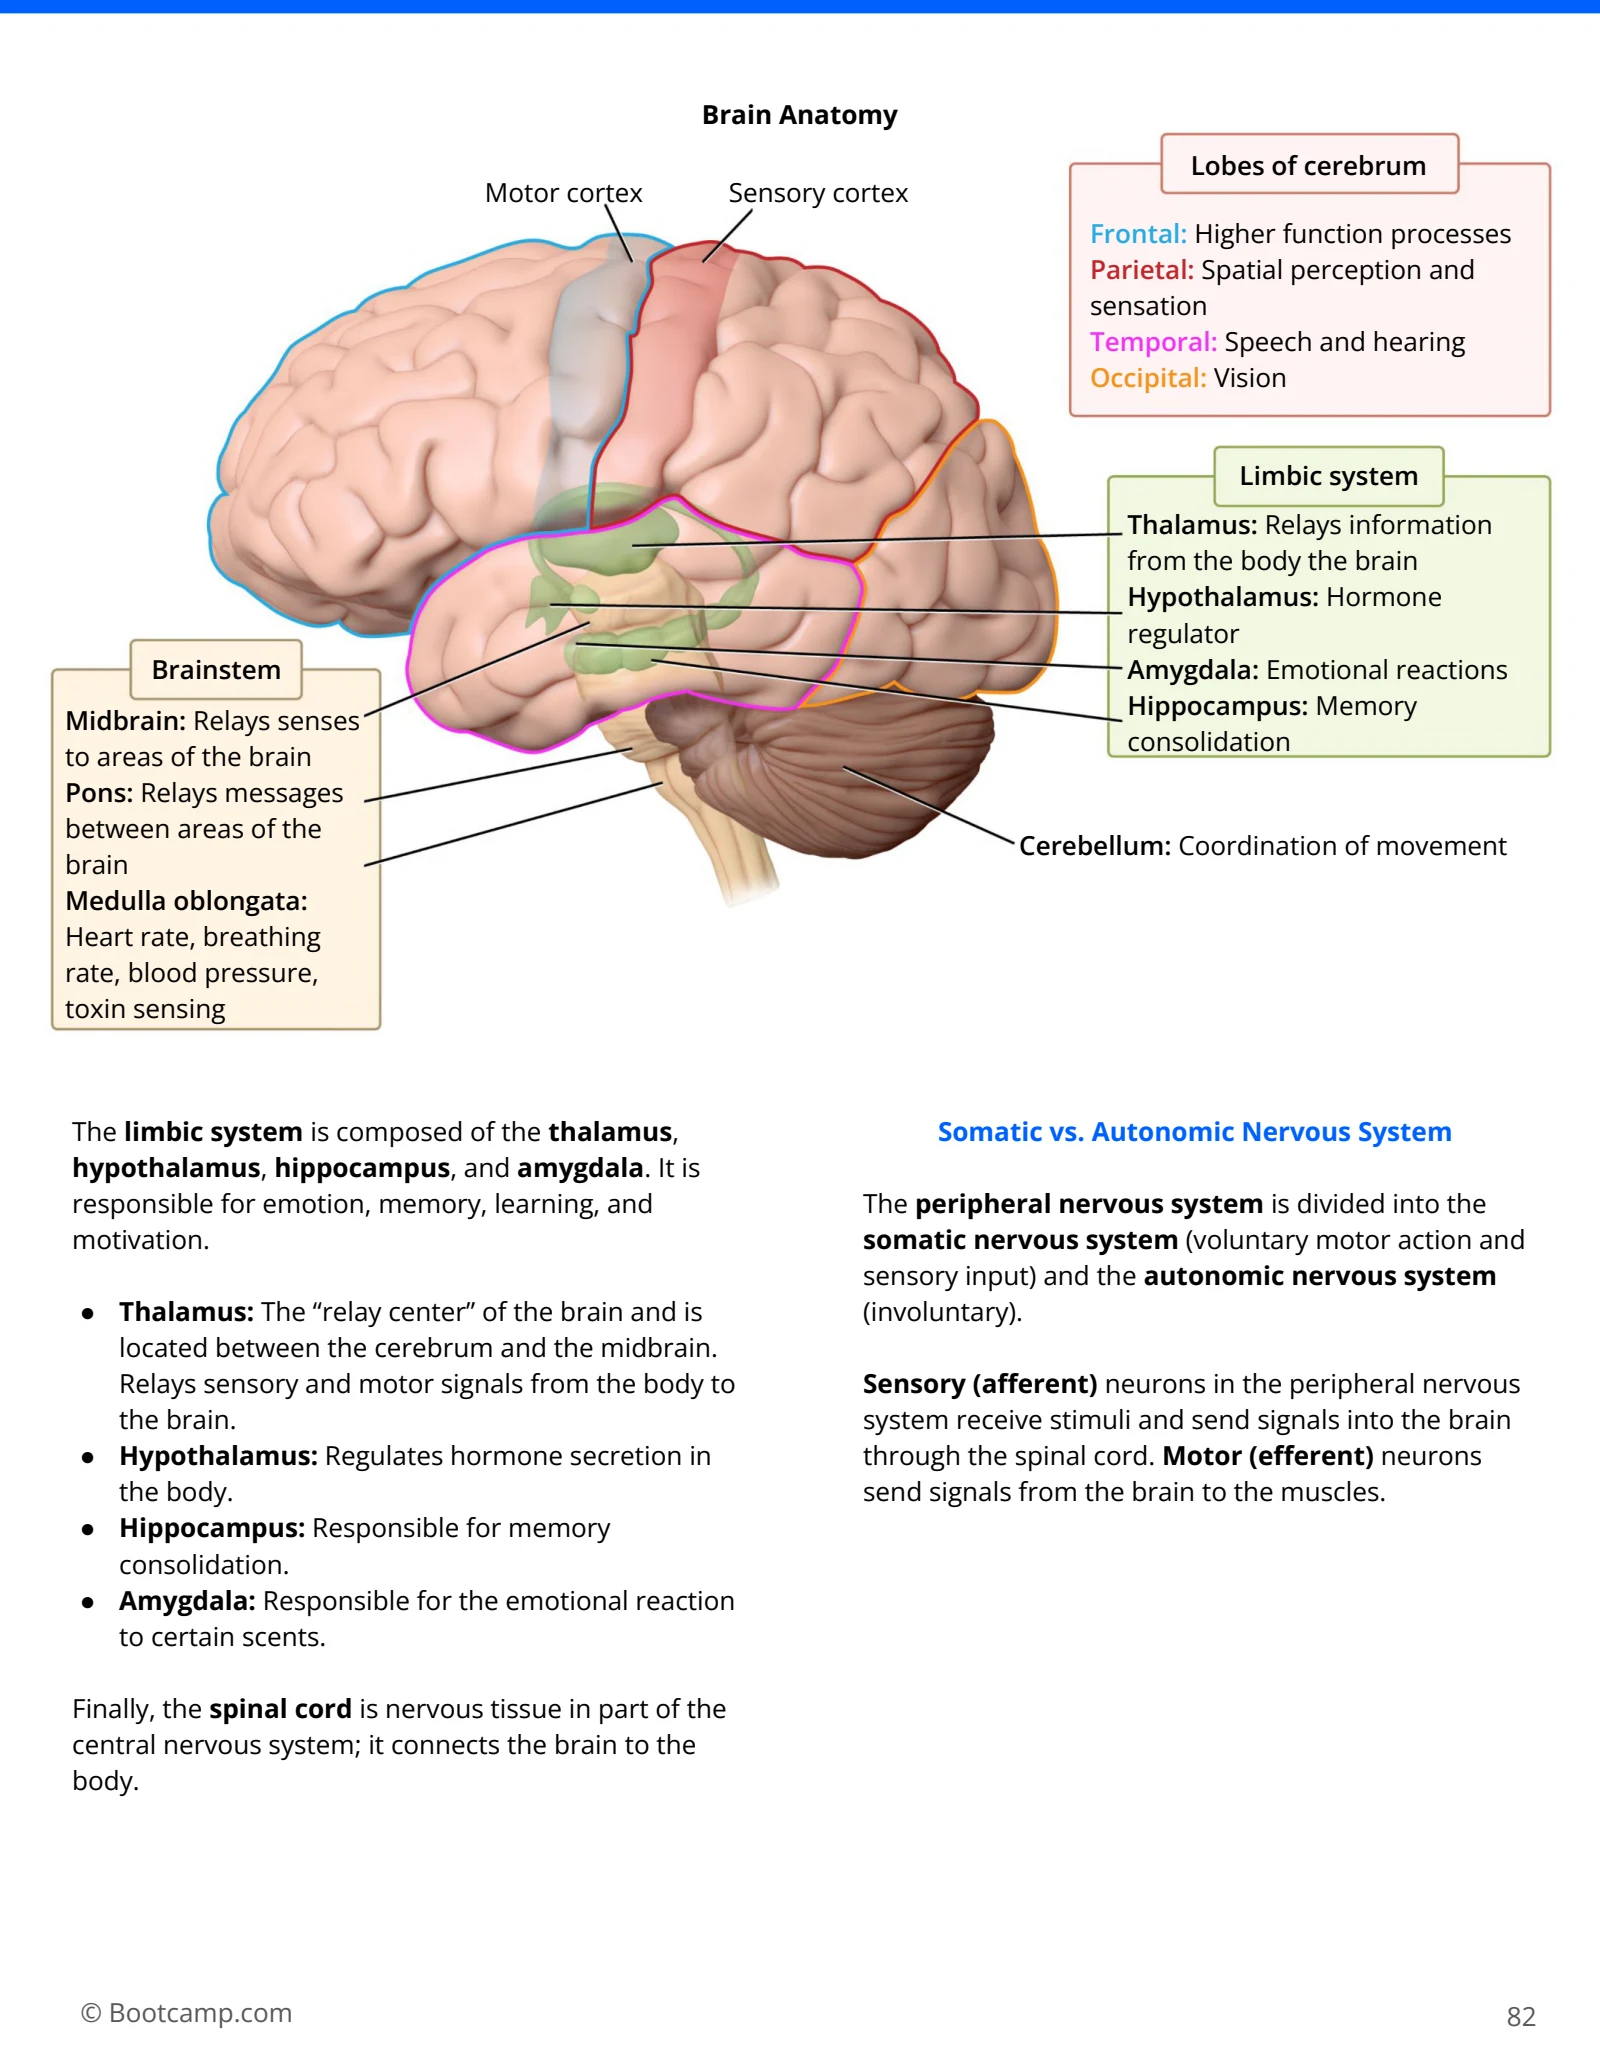 Brain Anatomy
Motor cortex
Sensory cortex
Lobes of cerebrum
Frontal: Higher function processes
Parietal: Spatial perception and
sensation
Temporal: Speech and hearing
Occipital: Vision
Limbic system
Thalamus: Relays information
from the body the brain
Hypothalamus: Hormone
regulator
Amygdala: Emotional reactions
Hippocampus: Memory
consolidation
Brainstem
Midbrain: Relays senses
to areas of the brain
Pons: Relays messages
between areas of the
brain
Medulla oblongata:
Heart rate, breathing
rate, blood pressure,
toxin sensing
Cerebellum: Coordination of movement
The limbic system is composed of the thalamus,
hypothalamus, hippocampus, and amygdala. It is
responsible for emotion, memory, learning, and
motivation.
● Thalamus: The “relay center” of the brain and is
located between the cerebrum and the midbrain.
Relays sensory and motor signals from the body to
the brain.
● Hypothalamus: Regulates hormone secretion in
the body.
● Hippocampus: Responsible for memory
consolidation.
● Amygdala: Responsible for the emotional reaction
to certain scents.
Finally, the spinal cord is nervous tissue in part of the
central nervous system; it connects the brain to the
body.
Somatic vs. Autonomic Nervous System
The peripheral nervous system is divided into the
somatic nervous system (voluntary motor action and
sensory input) and the autonomic nervous system
(involuntary).
Sensory (afferent) neurons in the peripheral nervous
system receive stimuli and send signals into the brain
through the spinal cord. Motor (efferent) neurons
send signals from the brain to the muscles.
© Bootcamp.com
82